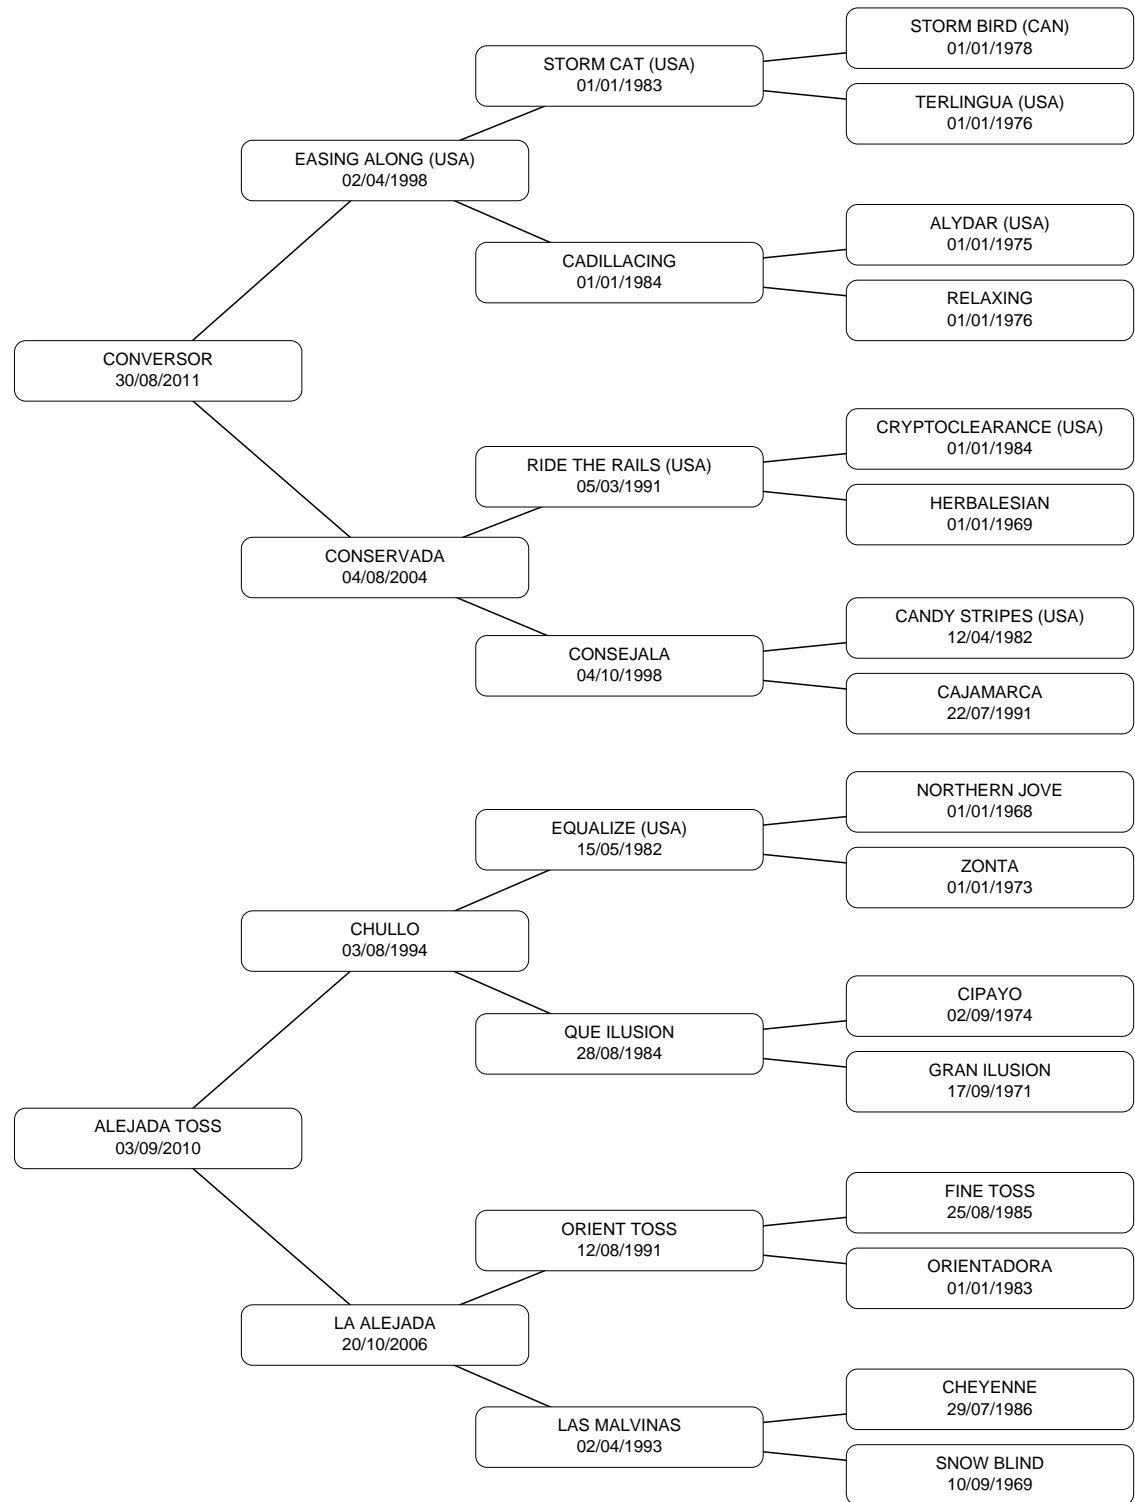 STORM BIRD (CAN)
01/01/1978
STORM CAT (USA)
01/01/1983
TERLINGUA (USA)
01/01/1976
EASING ALONG (USA)
02/04/1998
ALYDAR (USA)
01/01/1975
CADILLACING
01/01/1984
RELAXING
01/01/1976
CONVERSOR
30/08/2011
CRYPTOCLEARANCE (USA)
01/01/1984
RIDE THE RAILS (USA)
05/03/1991
HERBALESIAN
01/01/1969
CONSERVADA
04/08/2004
CANDY STRIPES (USA)
12/04/1982
CONSEJALA
04/10/1998
CAJAMARCA
22/07/1991
NORTHERN JOVE
01/01/1968
EQUALIZE (USA)
15/05/1982
ZONTA
01/01/1973
CHULLO
03/08/1994
CIPAYO
02/09/1974
QUE ILUSION
28/08/1984
GRAN ILUSION
17/09/1971
ALEJADA TOSS
03/09/2010
FINE TOSS
25/08/1985
ORIENT TOSS
12/08/1991
ORIENTADORA
01/01/1983
LA ALEJADA
20/10/2006
CHEYENNE
29/07/1986
LAS MALVINAS
02/04/1993
SNOW BLIND
10/09/1969